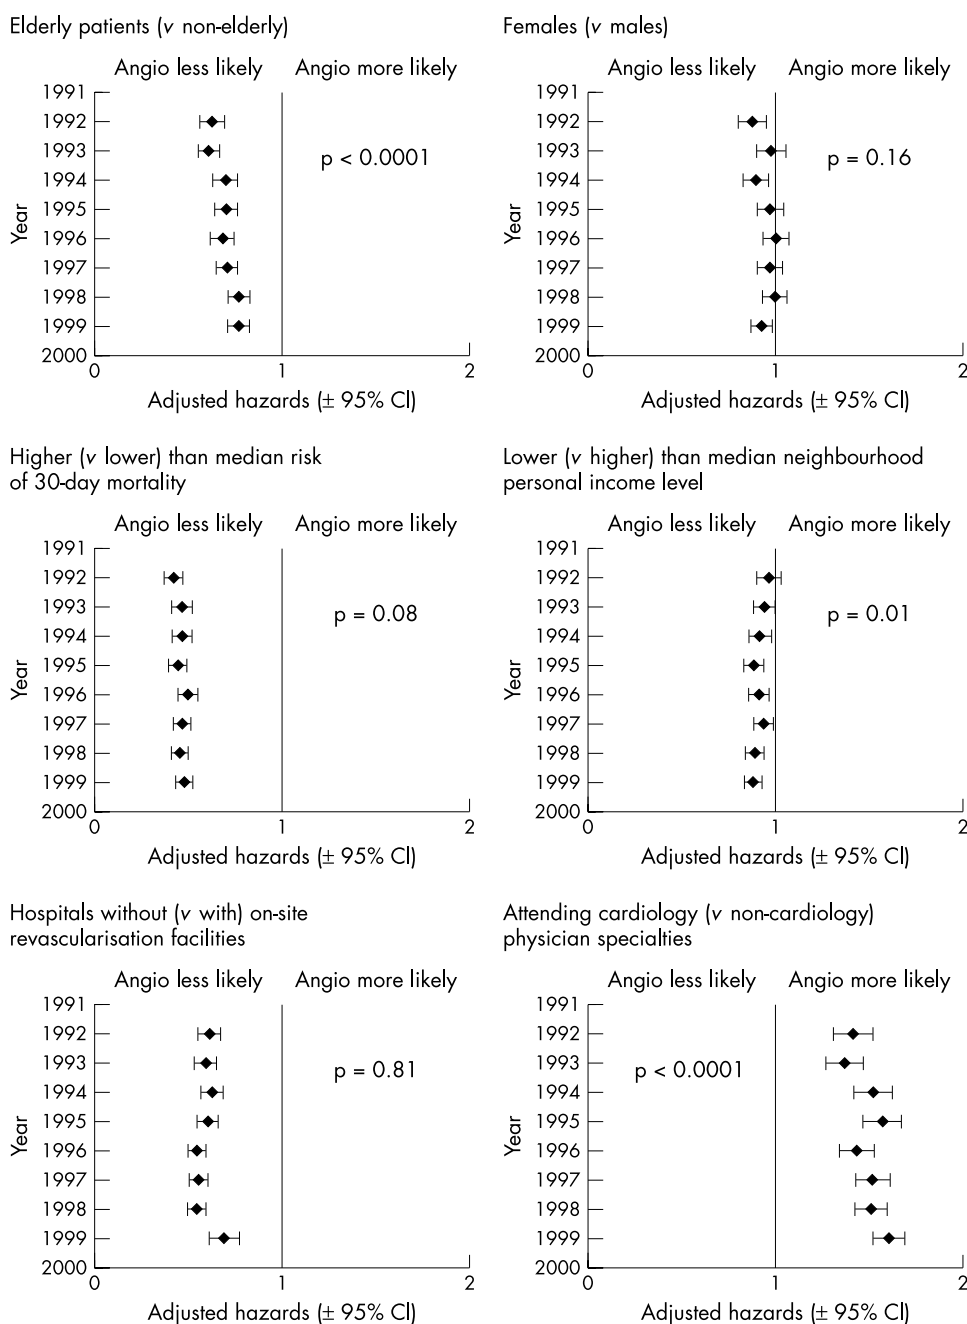 Elderly patients (v non-elderly)
Angio less likely
Angio more likely
Year
1991
1992
1993
1994
1995
1996
1997
1998
1999
2000
p < 0.0001
0
1
2
Adjusted hazards (± 95% CI)
Females (v males)
Angio less likely
Angio more likely
Year
1991
1992
1993
1994
1995
1996
1997
1998
1999
2000
p = 0.16
0
1
2
Adjusted hazards (± 95% CI)
Higher (v lower) than median risk
of 30-day mortality
Angio less likely
Angio more likely
Year
1991
1992
1993
1994
1995
1996
1997
1998
1999
2000
p = 0.08
0
1
2
Adjusted hazards (± 95% CI)
Lower (v higher) than median neighbourhood
personal income level
Angio less likely
Angio more likely
Year
1991
1992
1993
1994
1995
1996
1997
1998
1999
2000
p = 0.01
0
1
2
Adjusted hazards (± 95% CI)
Hospitals without (v with) on-site
revascularisation facilities
Angio less likely
Angio more likely
Year
1991
1992
1993
1994
1995
1996
1997
1998
1999
2000
p = 0.81
0
1
2
Adjusted hazards (± 95% CI)
Attending cardiology (v non-cardiology)
physician specialties
Angio less likely
Angio more likely
Year
1991
1992
1993
1994
1995
1996
1997
1998
1999
2000
p < 0.0001
0
1
2
Adjusted hazards (± 95% CI)